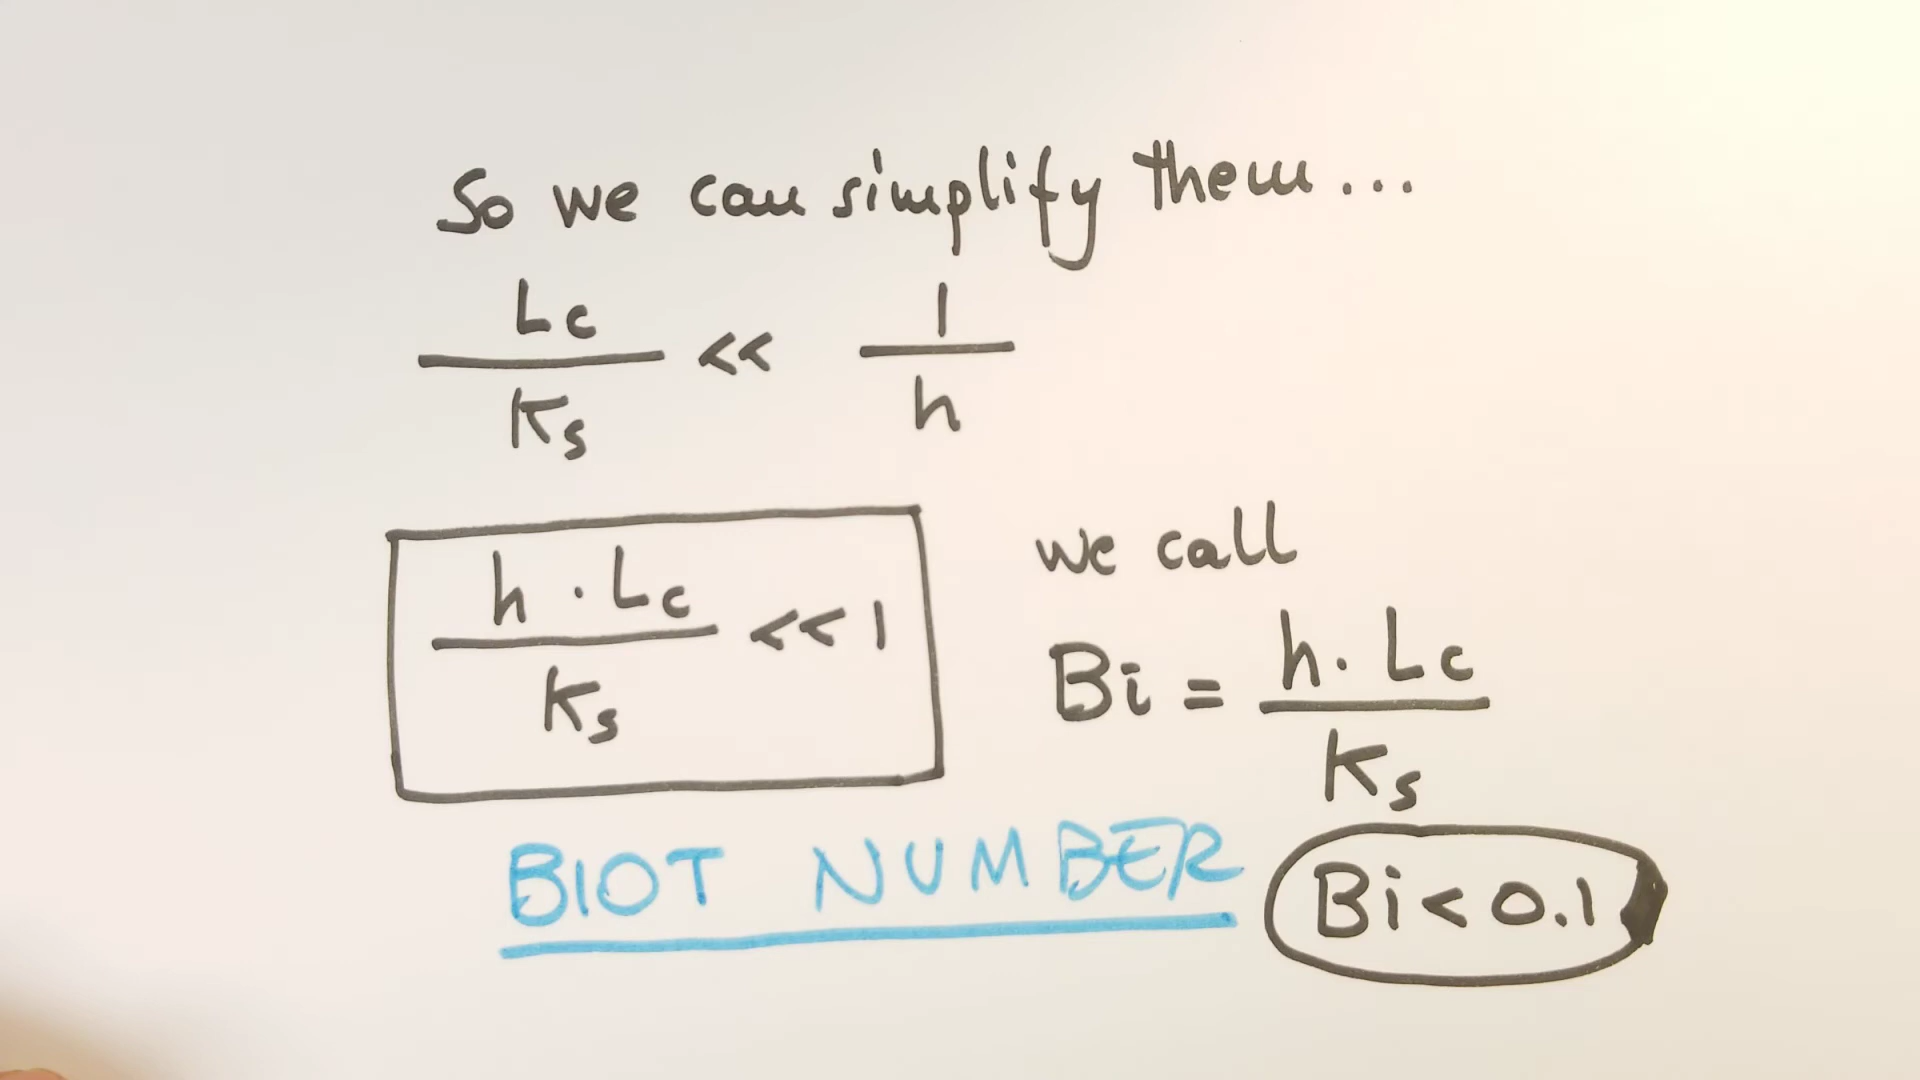 So we can simplify them...
Lc / Ks << 1 / h
h · Lc / Ks << 1
we call
Bi = h · Lc / Ks
BIOT NUMBER
Bi < 0.1